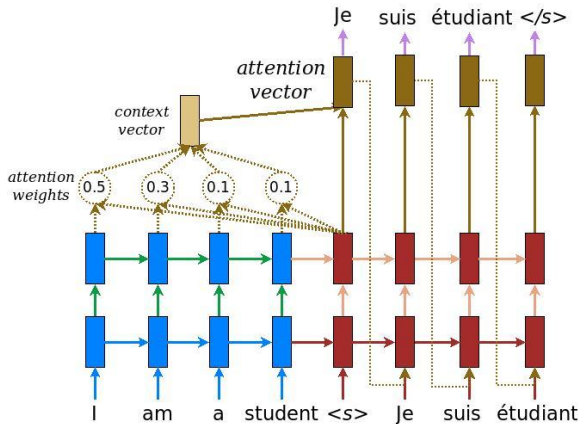 Je suis étudiant </s>
attention
vector
context
vector
attention
weights
0.5 0.3 0.1 0.1
I am a student <s> Je suis étudiant